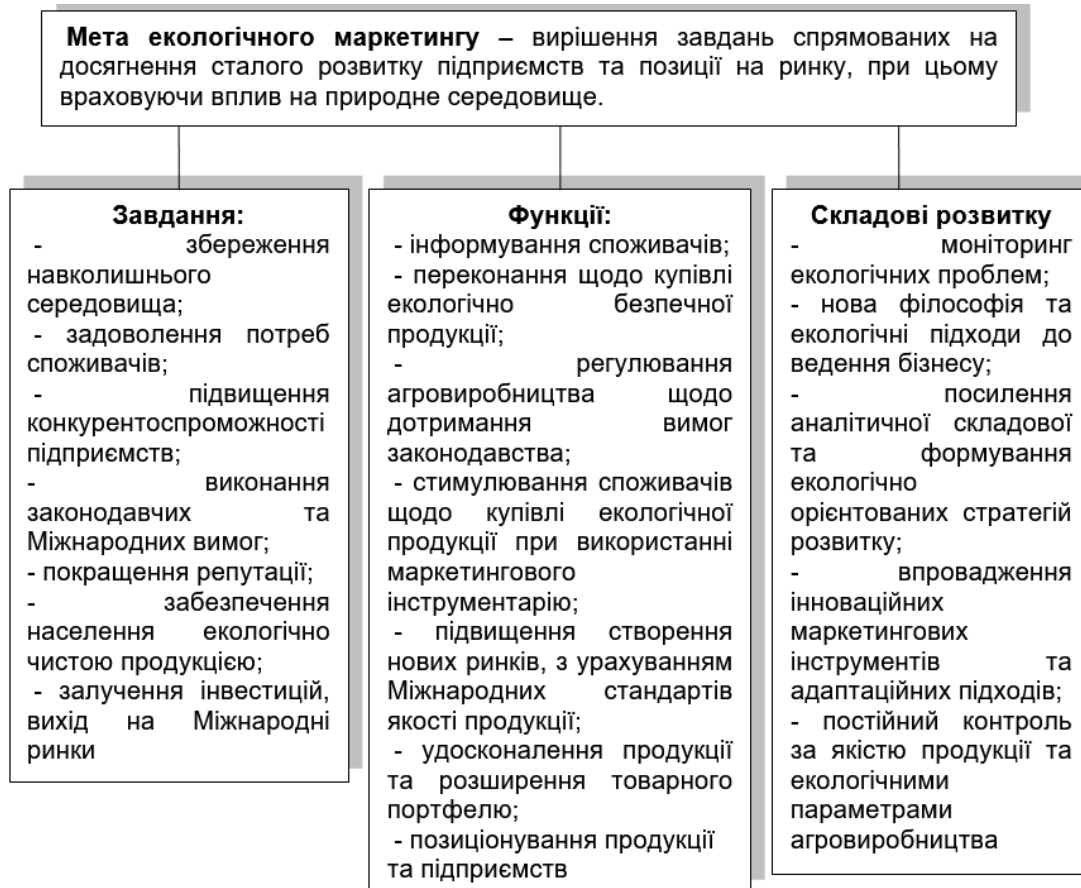 Мета екологічного маркетингу – вирішення завдань спрямованих на
досягнення сталого розвитку підприємств та позиції на ринку, при цьому
враховуючи вплив на природне середовище.
Завдання:
- збереження
навколишнього
середовища;
- задоволення потреб
споживачів;
- підвищення
конкурентоспроможності
підприємств;
- виконання
законодавчих та
Міжнародних вимог;
- покращення репутації;
- забезпечення
населення екологічно
чистою продукцією;
- залучення інвестицій,
вихід на Міжнародні
ринки
Функції:
- інформування споживачів;
- переконання щодо купівлі
екологічно безпечної
продукції;
- регулювання
агровиробництва щодо
дотримання вимог
законодавства;
- стимулювання споживачів
щодо купівлі екологічної
продукції при використанні
маркетингового
інструментарію;
- підвищення створення
нових ринків, з урахуванням
Міжнародних стандартів
якості продукції;
- удосконалення продукції
та розширення товарного
портфелю;
- позиціонування продукції
та підприємств
Складові розвитку
- моніторинг
екологічних проблем;
- нова філософія та
екологічні підходи до
ведення бізнесу;
- посилення
аналітичної складової
та формування
екологічно
орієнтованих стратегій
розвитку;
- впровадження
інноваційних
маркетингових
інструментів та
адаптаційних підходів;
- постійний контроль
за якістю продукції та
екологічними
параметрами
агровиробництва